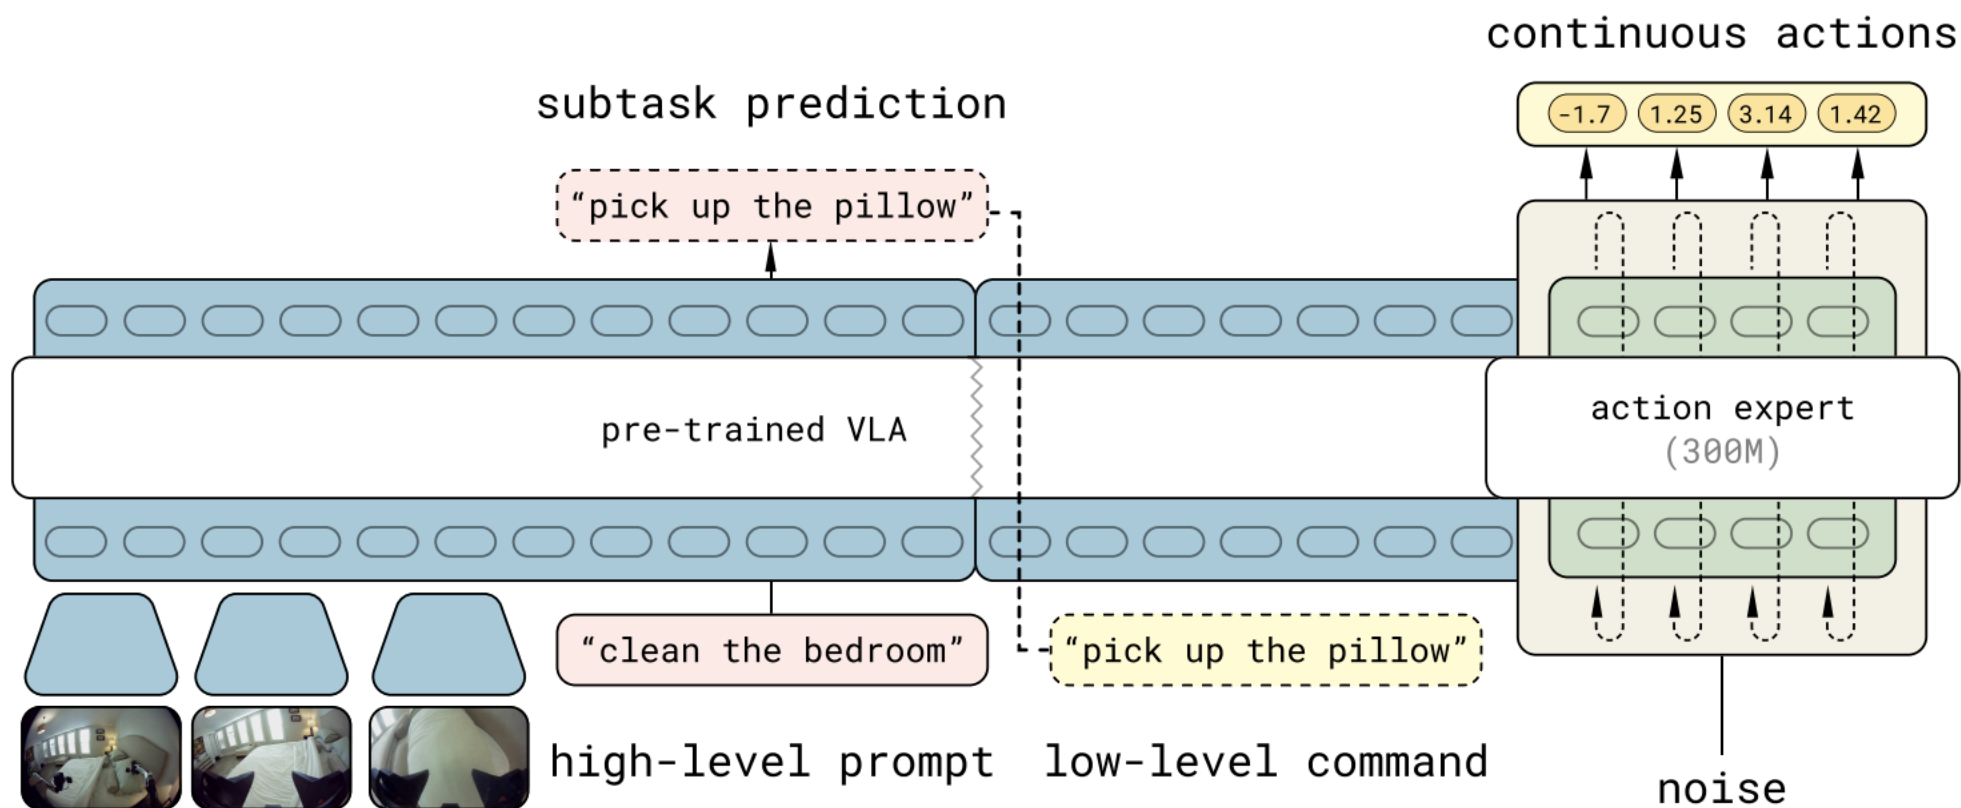 continuous actions
-1.7 1.25 3.14 1.42
subtask prediction
“pick up the pillow”
pre-trained VLA
action expert
(300M)
“clean the bedroom”
“pick up the pillow”
high-level prompt
low-level command
noise